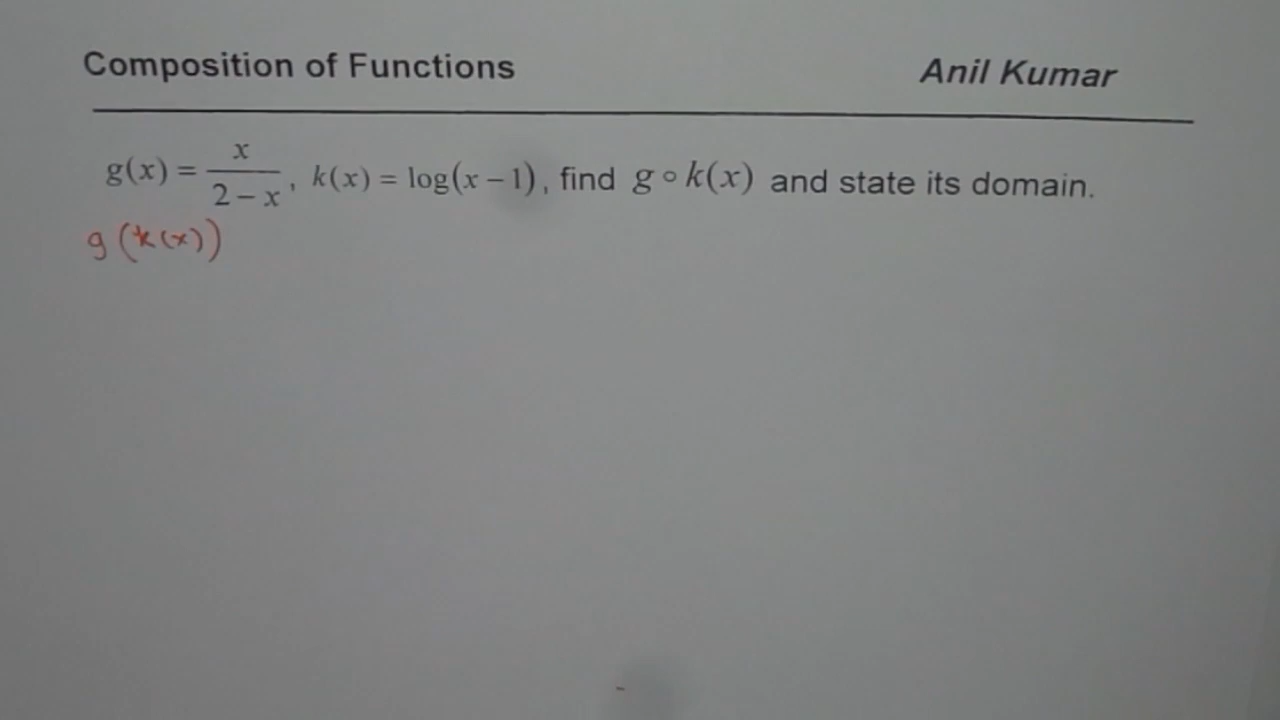 Composition of Functions Anil Kumar
g(x) = x/(2 − x), k(x) = log(x − 1), find g ∘ k(x) and state its domain.
g(k(x))